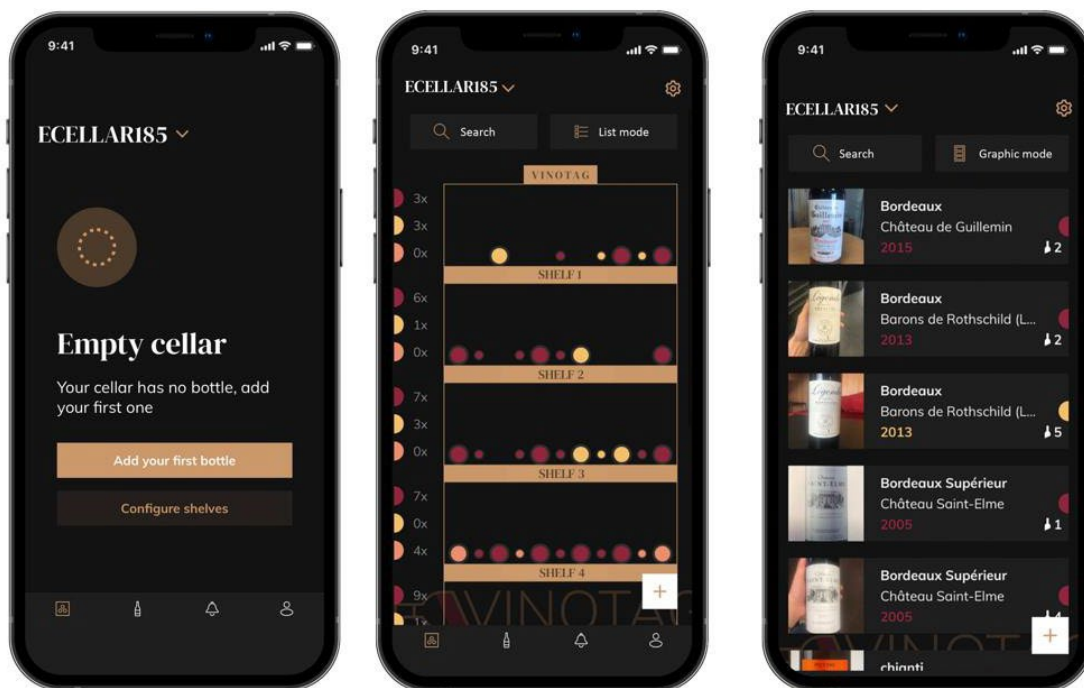 9:41
ECELLAR185
Empty cellar
Your cellar has no bottle, add
your first one
Add your first bottle
Configure shelves
9:41
ECELLAR185
Search
List mode
VINOTAG
3x
3x
0x
SHELF 1
6x
1x
0x
SHELF 2
7x
3x
0x
SHELF 3
7x
0x
4x
SHELF 4
9x
1x
+
VINOTAG
9:41
ECELLAR185
Search
Graphic mode
Bordeaux
Château de Guillemin
2015
2
Bordeaux
Barons de Rothschild (L...
2013
2
Bordeaux
Barons de Rothschild (L...
2013
5
Bordeaux Supérieur
Château Saint-Elme
2005
1
Bordeaux Supérieur
Château Saint-Elme
2005
4
+
chianti